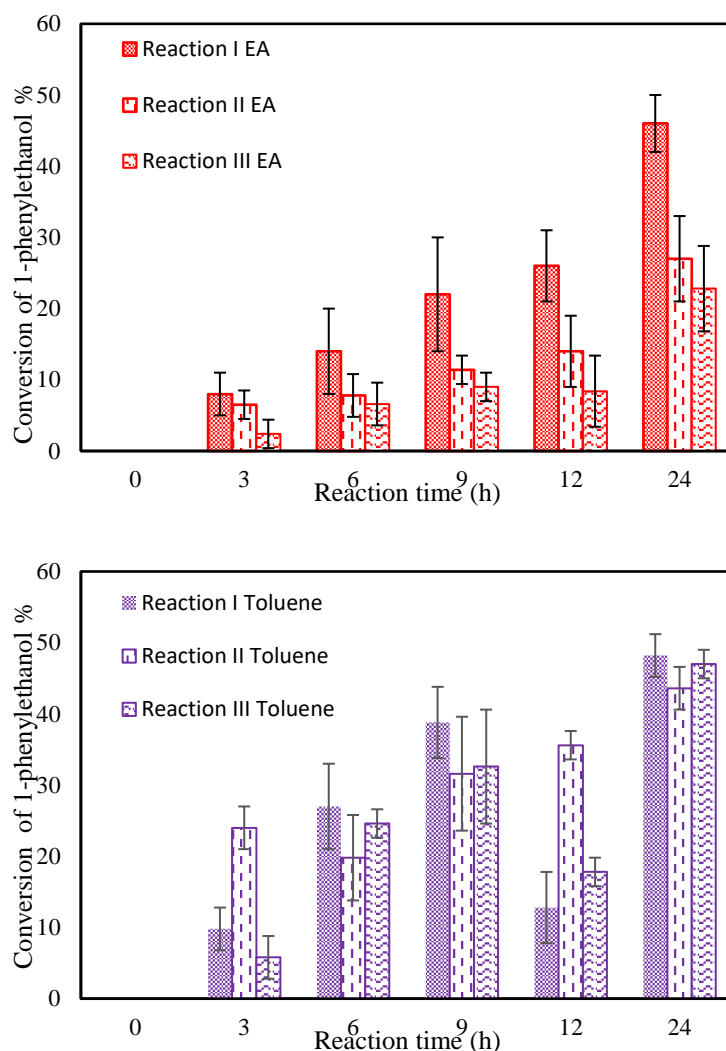 Conversion of 1-phenylethanol %
60
50
40
30
20
10
0
Reaction I EA
Reaction II EA
Reaction III EA
0 3 6 9 12 24
Reaction time (h)
Conversion of 1-phenylethanol %
60
50
40
30
20
10
0
Reaction I Toluene
Reaction II Toluene
Reaction III Toluene
0 3 6 9 12 24
Reaction time (h)